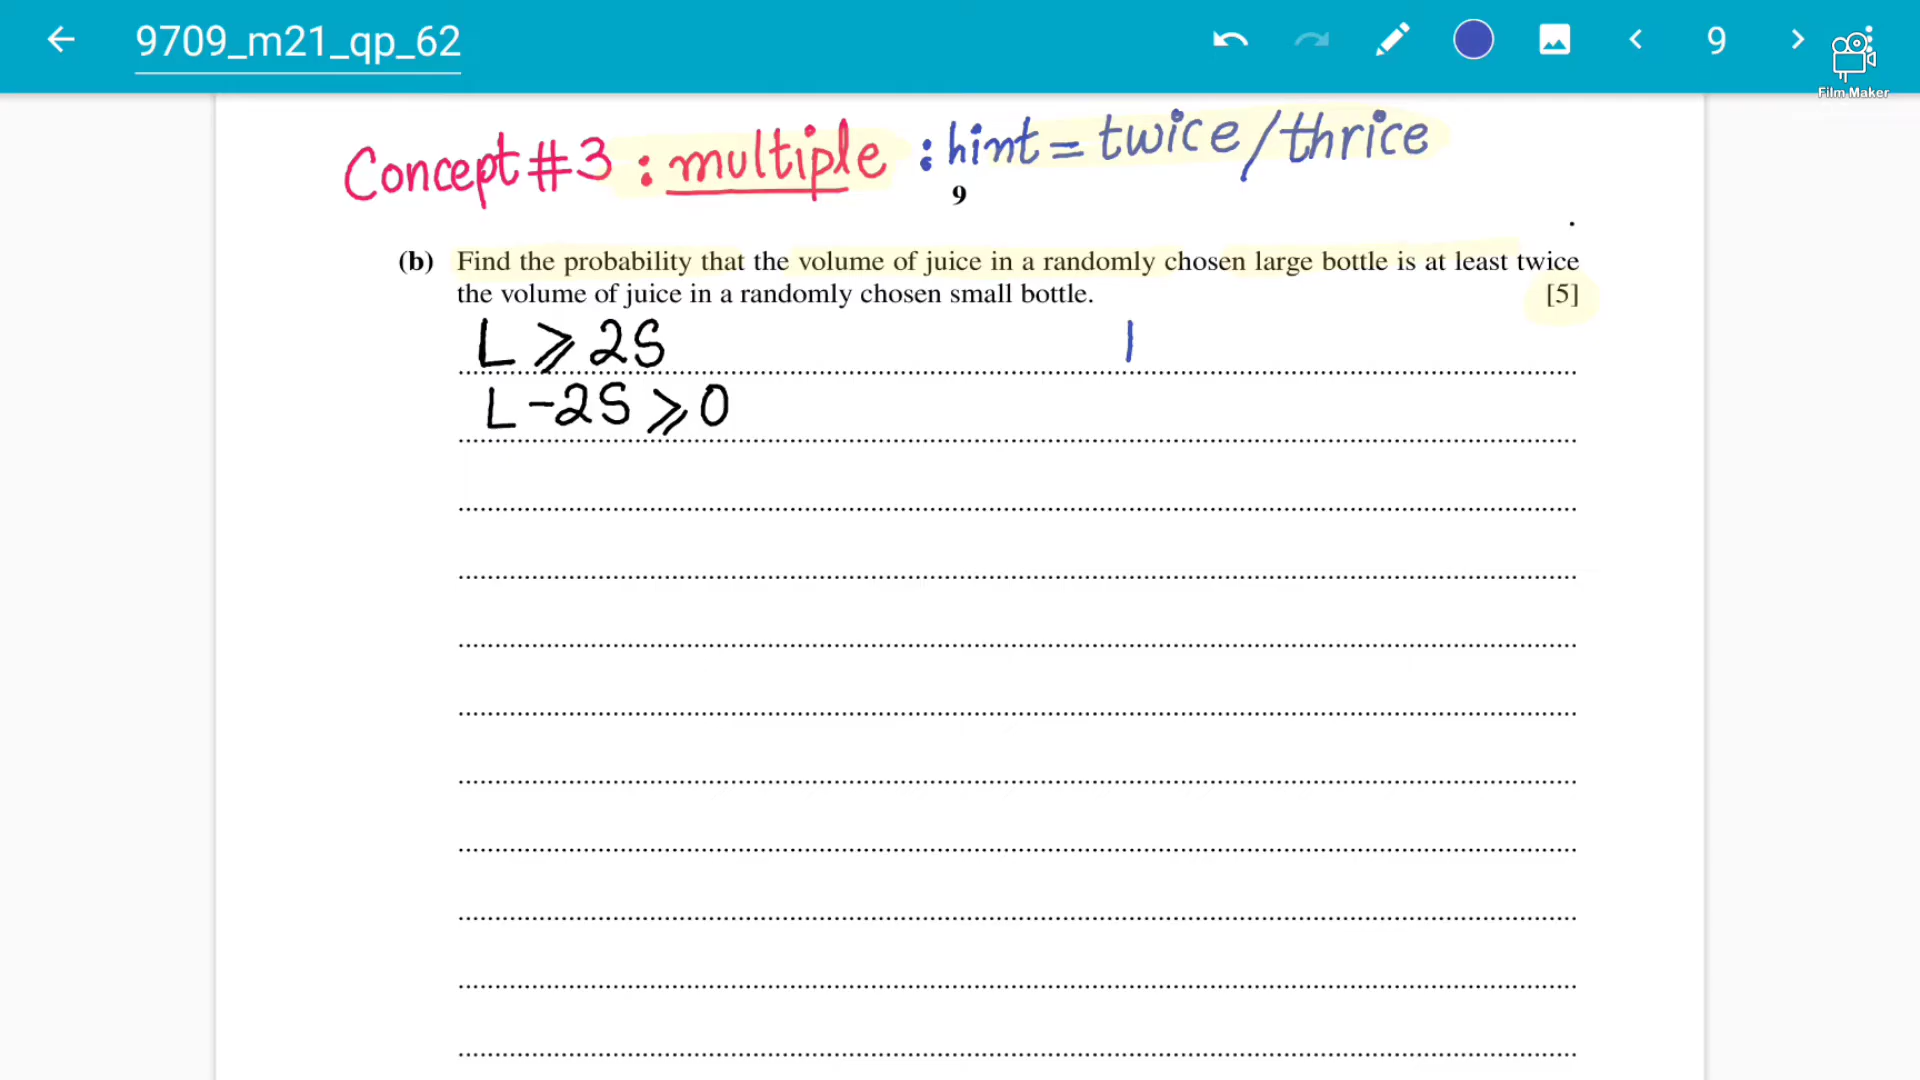 9709_m21_qp_62
9
Film Maker
Concept #3 : multiple : hint = twice/thrice
9
(b) Find the probability that the volume of juice in a randomly chosen large bottle is at least twice
the volume of juice in a randomly chosen small bottle. [5]
L ⩾ 2S
L - 2S ⩾ 0